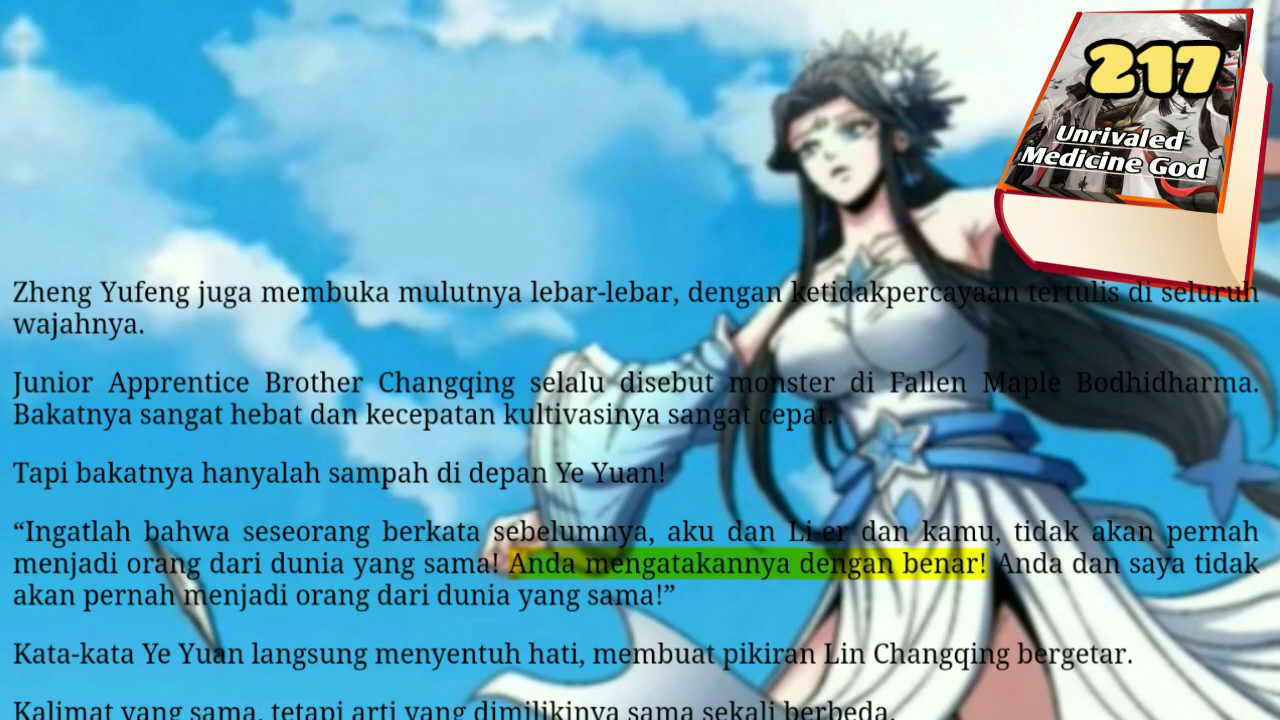 217
Unrivaled
Medicine God
Zheng Yufeng juga membuka mulutnya lebar-lebar, dengan ketidakpercayaan tertulis di seluruh
wajahnya.
Junior Apprentice Brother Changqing selalu disebut monster di Fallen Maple Bodhidharma.
Bakatnya sangat hebat dan kecepatan kultivasinya sangat cepat.
Tapi bakatnya hanyalah sampah di depan Ye Yuan!
“Ingatlah bahwa seseorang berkata sebelumnya, aku dan Li-er dan kamu, tidak akan pernah
menjadi orang dari dunia yang sama! Anda mengatakannya dengan benar! Anda dan saya tidak
akan pernah menjadi orang dari dunia yang sama!”
Kata-kata Ye Yuan langsung menyentuh hati, membuat pikiran Lin Changqing bergetar.
Kalimat yang sama, tetapi arti yang dimilikinya sama sekali berbeda.